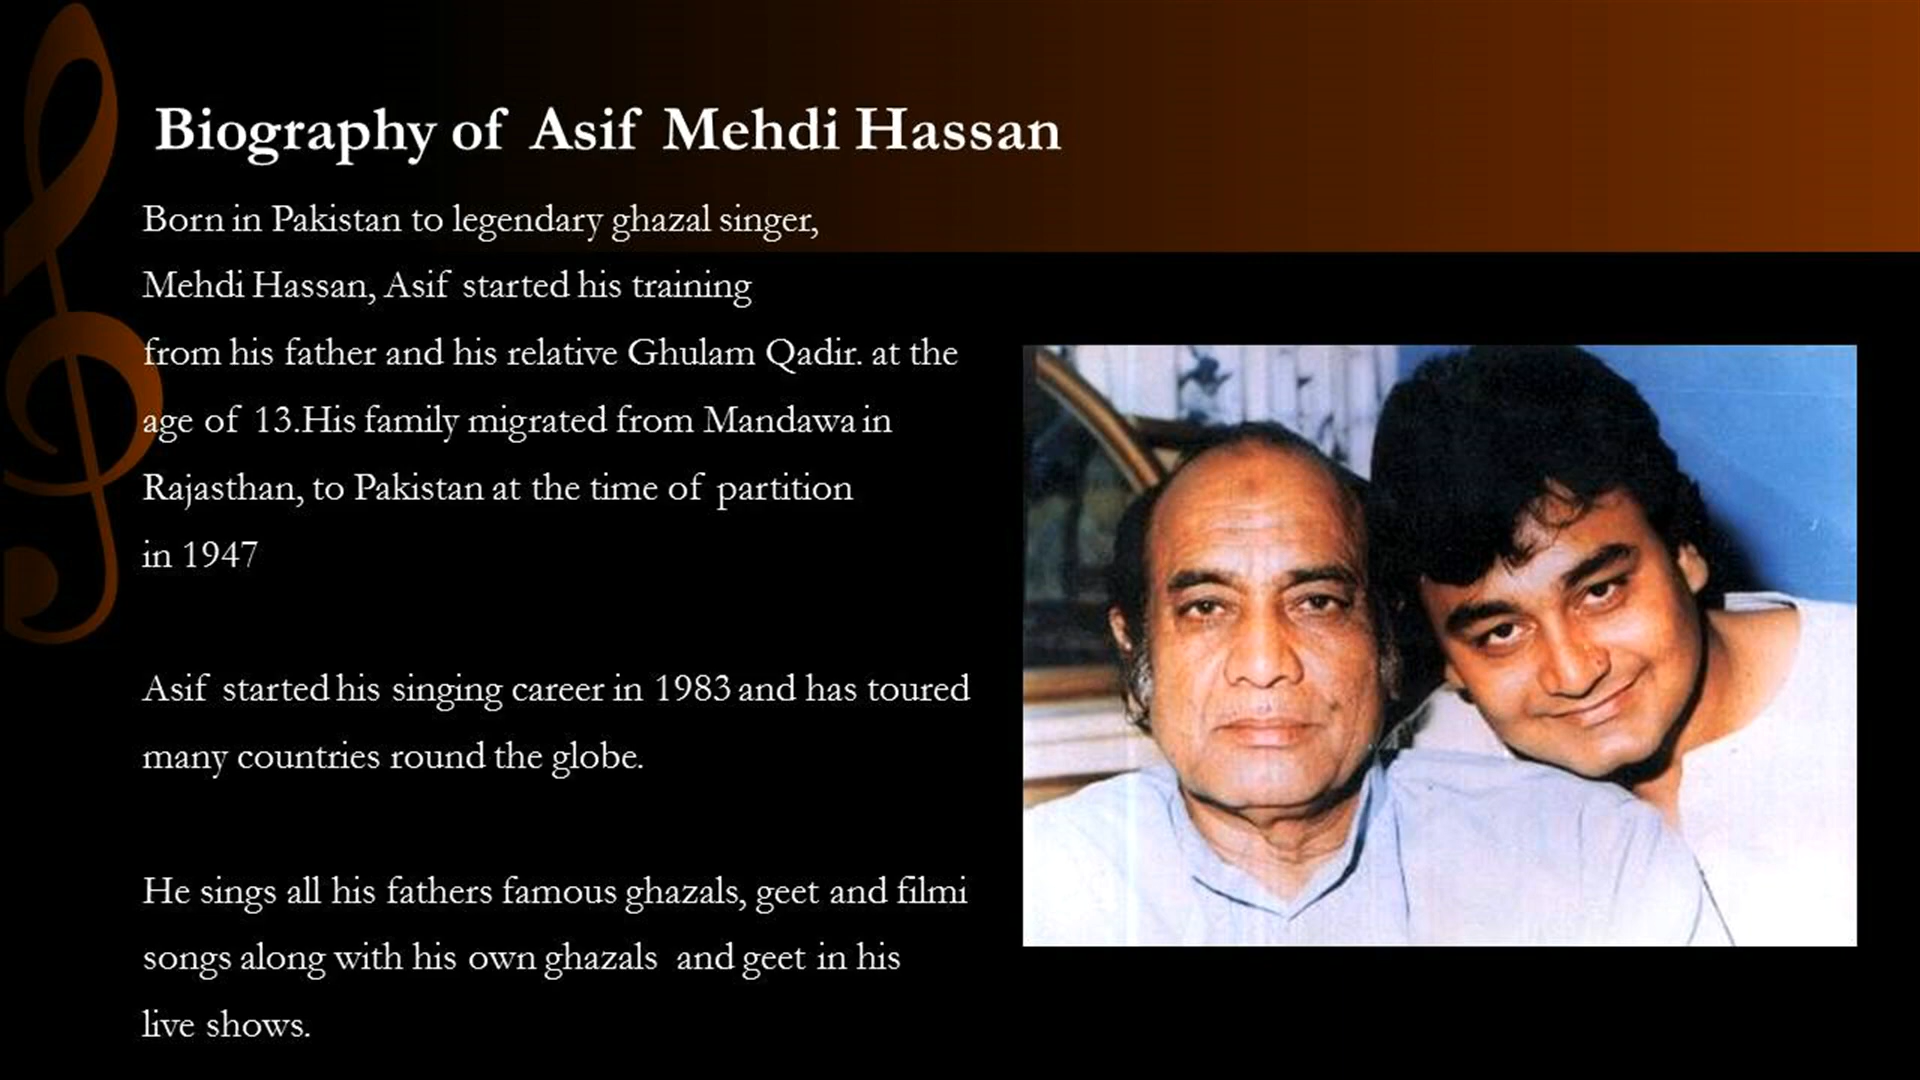 Biography of Asif Mehdi Hassan
Born in Pakistan to legendary ghazal singer,
Mehdi Hassan, Asif started his training
from his father and his relative Ghulam Qadir. at the
age of 13.His family migrated from Mandawa in
Rajasthan, to Pakistan at the time of partition
in 1947
Asif started his singing career in 1983 and has toured
many countries round the globe.
He sings all his fathers famous ghazals, geet and filmi
songs along with his own ghazals and geet in his
live shows.